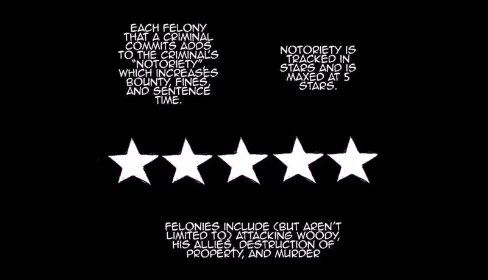 EACH FELONY
THAT A CRIMINAL
COMMITS ADDS
TO THE CRIMINAL'S
"NOTORIETY"
WHICH INCREASES
BOUNTY, FINES,
AND SENTENCE
TIME.
NOTORIETY IS
TRACKED IN
STARS AND IS
MAXED AT 5
STARS.
FELONIES INCLUDE (BUT AREN'T
LIMITED TO) ATTACKING WOODY,
HIS ALLIES, DESTRUCTION OF
PROPERTY, AND MURDER